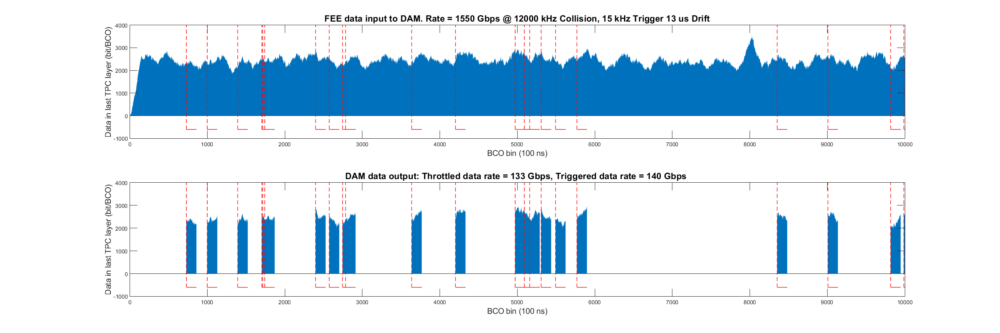 FEE data input to DAM. Rate = 1550 Gbps @ 12000 kHz Collision, 15 kHz Trigger 13 us Drift
Data in last TPC layer (bit/BCO)
4000
3000
2000
1000
0
-1000
0 1000 2000 3000 4000 5000 6000 7000 8000 9000 10000
BCO bin (100 ns)
DAM data output: Throttled data rate = 133 Gbps, Triggered data rate = 140 Gbps
Data in last TPC layer (bit/BCO)
4000
3000
2000
1000
0
-1000
0 1000 2000 3000 4000 5000 6000 7000 8000 9000 10000
BCO bin (100 ns)